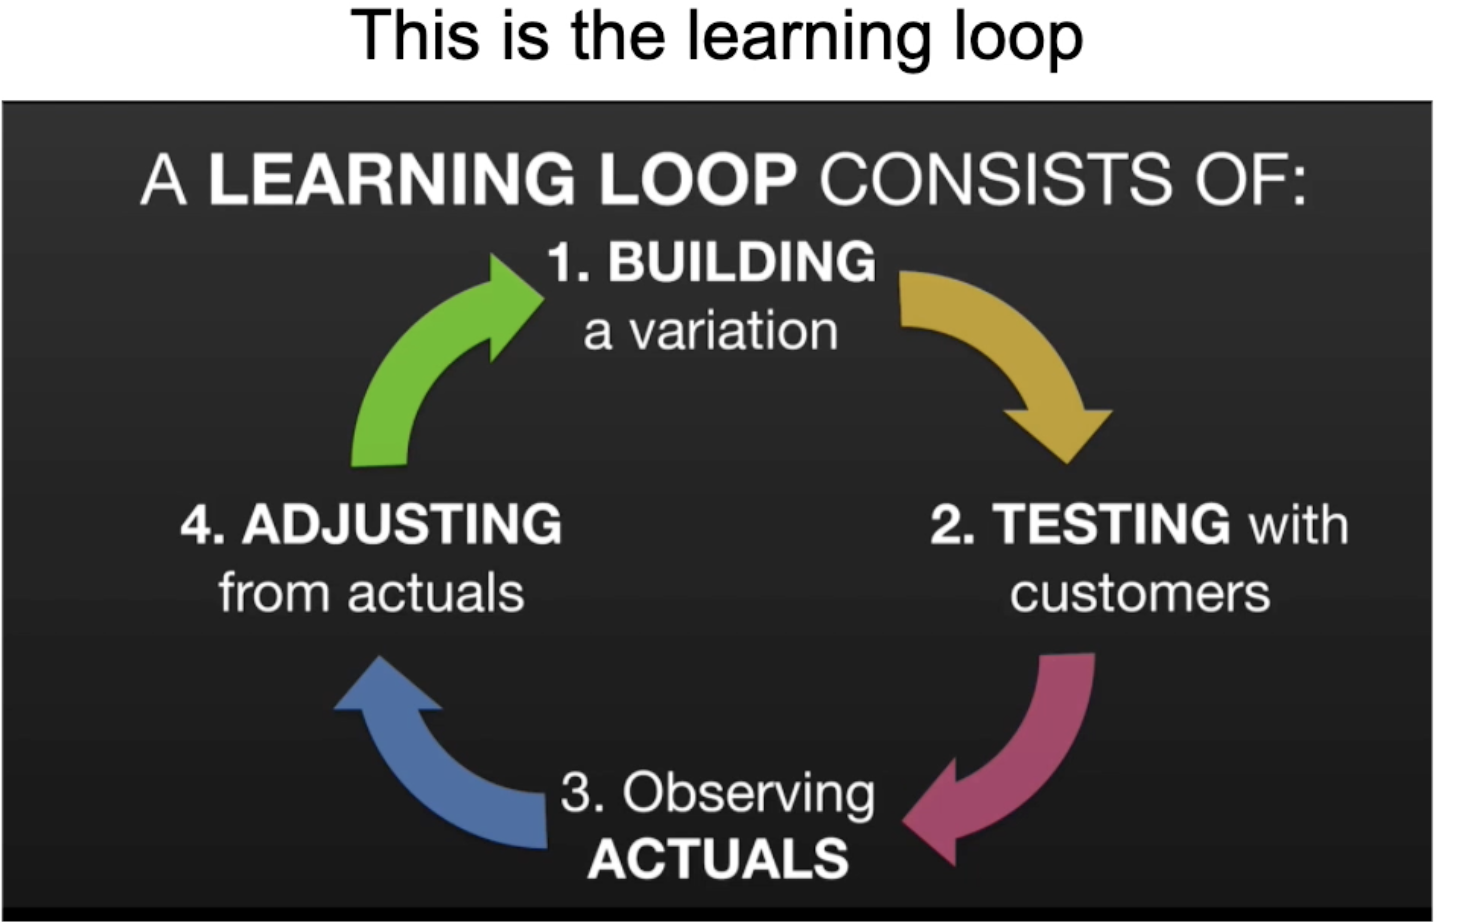 This is the learning loop
A LEARNING LOOP CONSISTS OF:
1. BUILDING
a variation
2. TESTING with
customers
3. Observing
ACTUALS
4. ADJUSTING
from actuals